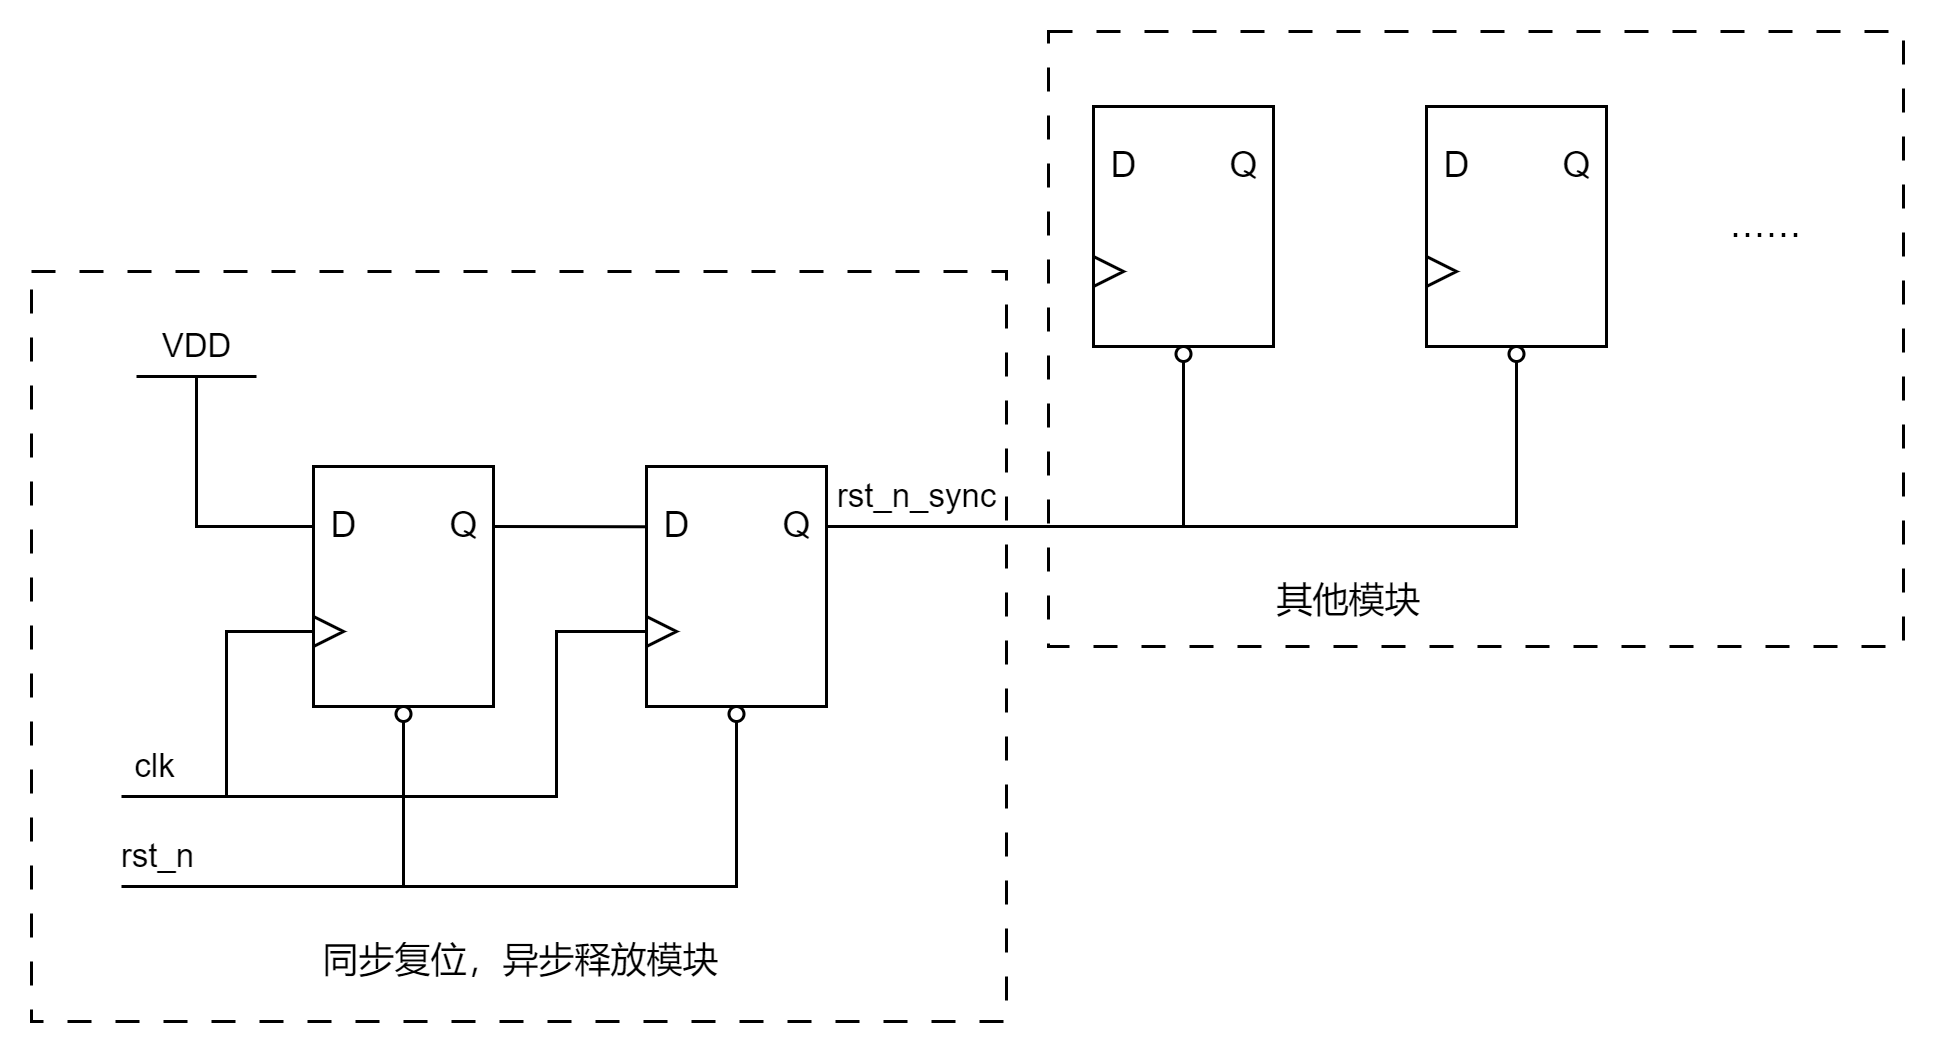 D Q D Q
......
VDD
D Q D Q
rst_n_sync
其他模块
clk
rst_n
同步复位，异步释放模块